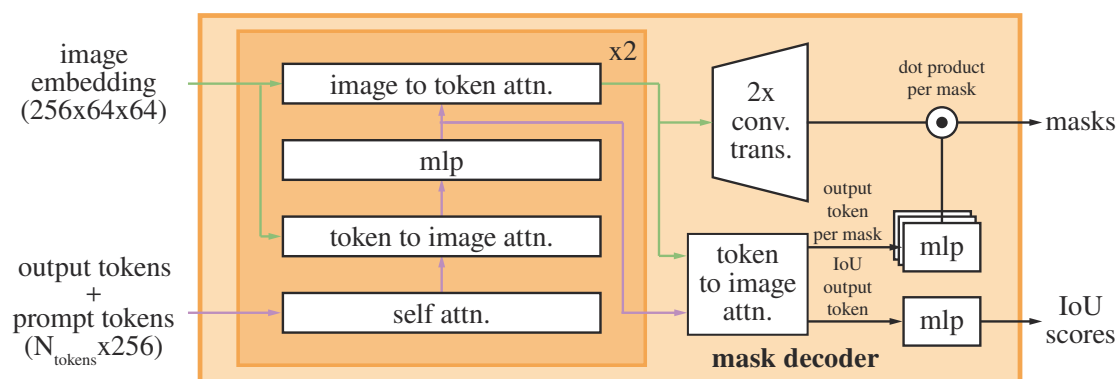 image
embedding
(256x64x64)
output tokens
+
prompt tokens
(Ntokensx256)
x2
image to token attn.
mlp
token to image attn.
self attn.
2x
conv.
trans.
dot product
per mask
masks
output
token
per mask
mlp
token
to image
attn.
IoU
output
token
mlp
IoU
scores
mask decoder